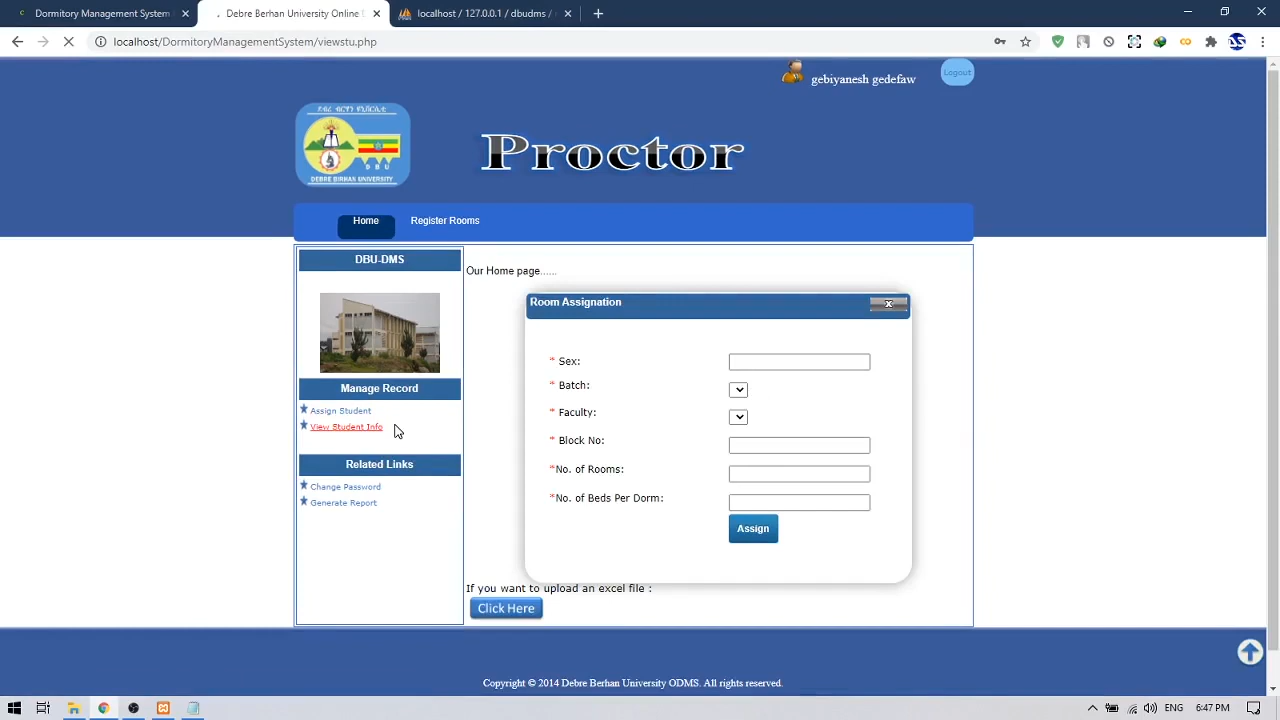 Dormitory Management System
Debre Berhan University Online
localhost / 127.0.0.1 / dbudms /
localhost/DormitoryManagementSystem/viewstu.php
gebiyanesh gedefaw
Logout
ደብረ ብርሃን ዩኒቨርሲቲ
D B U
DEBRE BIRHAN UNIVERSITY
Proctor
Home
Register Rooms
DBU-DMS
Our Home page......
Room Assignation
X
* Sex:
* Batch:
* Faculty:
* Block No:
*No. of Rooms:
*No. of Beds Per Dorm:
Assign
Manage Record
Assign Student
View Student Info
Related Links
Change Password
Generate Report
If you want to upload an excel file :
Click Here
Copyright © 2014 Debre Berhan University ODMS. All rights reserved.
ENG
6:47 PM